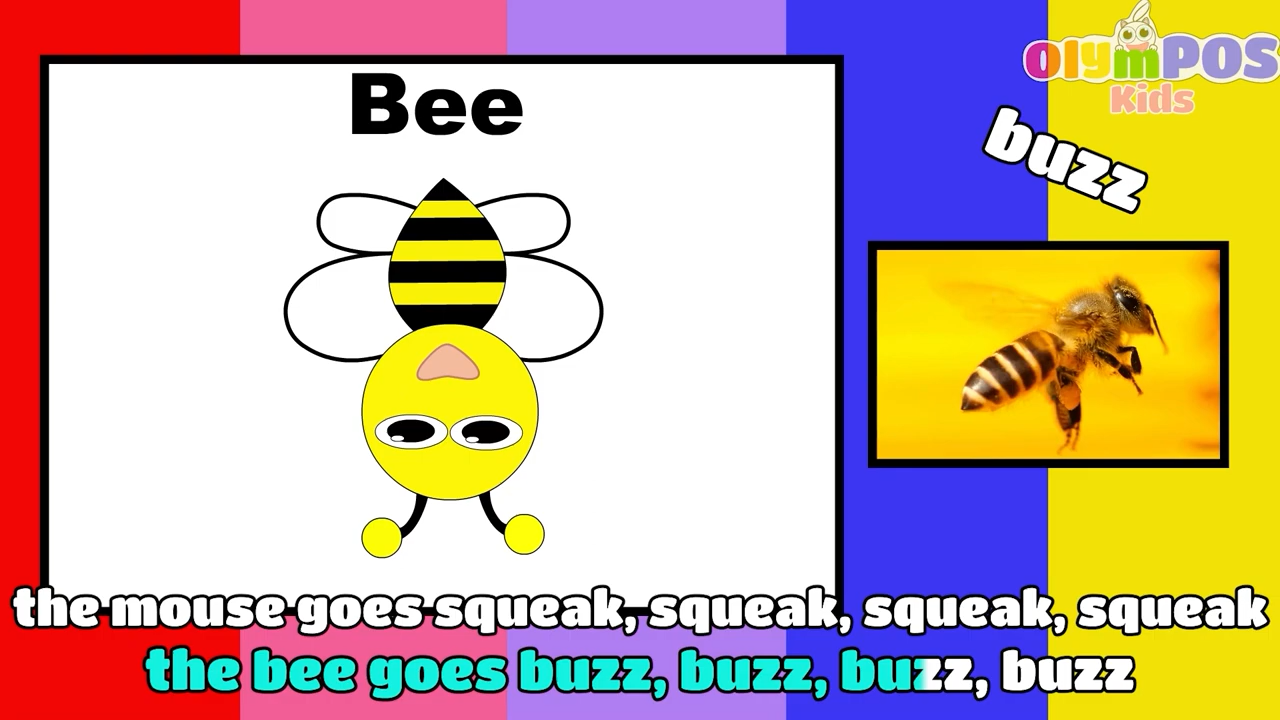 Bee
OlymPOS
Kids
buzz
the mouse goes squeak, squeak, squeak, squeak
the bee goes buzz, buzz, buzz, buzz